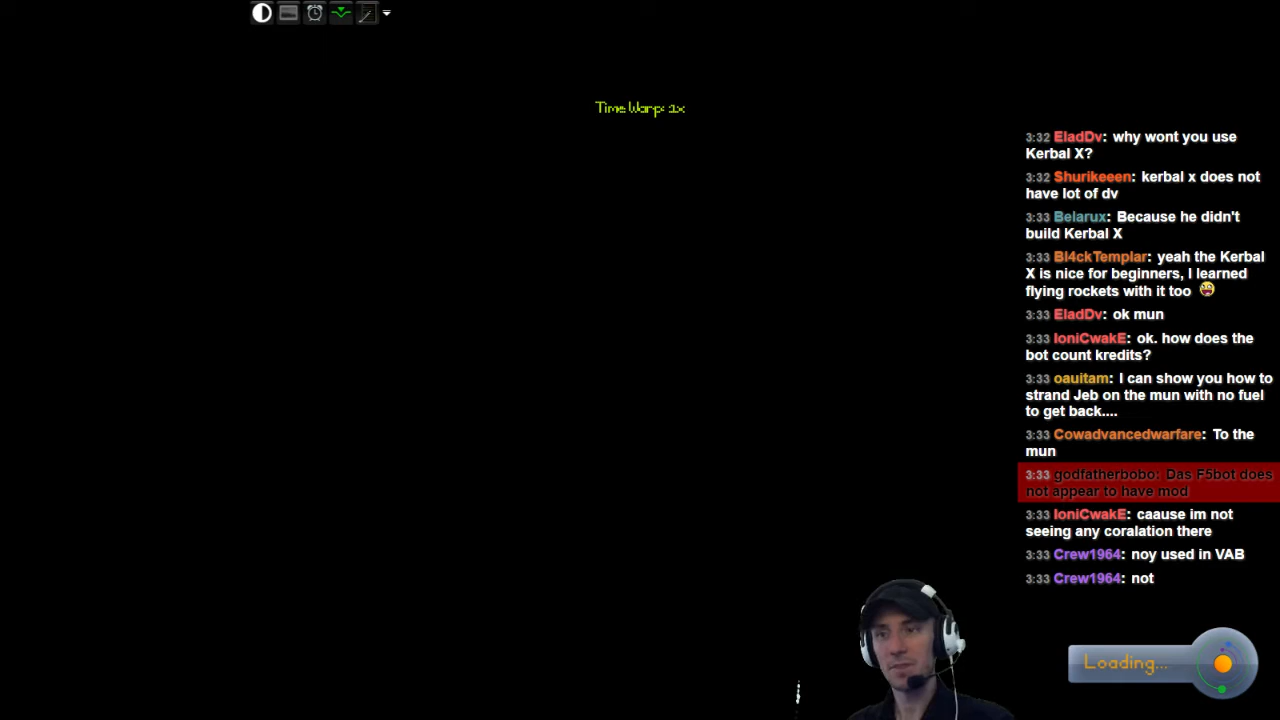 Time Warp: 1x
3:32 EladDv: why wont you use
Kerbal X?
3:32 Shurikeeen: kerbal x does not
have lot of dv
3:33 Belarux: Because he didn't
build Kerbal X
3:33 Bl4ckTemplar: yeah the Kerbal
X is nice for beginners, I learned
flying rockets with it too
3:33 EladDv: ok mun
3:33 IoniCwakE: ok. how does the
bot count kredits?
3:33 oauitam: I can show you how to
strand Jeb on the mun with no fuel
to get back....
3:33 Cowadvancedwarfare: To the
mun
3:33 godfatherbobo: Das F5bot does
not appear to have mod
3:33 IoniCwakE: caause im not
seeing any coralation there
3:33 Crew1964: noy used in VAB
3:33 Crew1964: not
Loading...